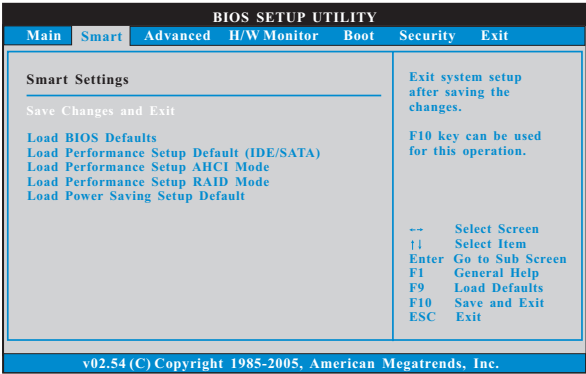 BIOS SETUP UTILITY
Main Smart Advanced H/W Monitor Boot Security Exit
Smart Settings
Save Changes and Exit
Load BIOS Defaults
Load Performance Setup Default (IDE/SATA)
Load Performance Setup AHCI Mode
Load Performance Setup RAID Mode
Load Power Saving Setup Default
Exit system setup
after saving the
changes.
F10 key can be used
for this operation.
←→ Select Screen
↑↓ Select Item
Enter Go to Sub Screen
F1 General Help
F9 Load Defaults
F10 Save and Exit
ESC Exit
v02.54 (C) Copyright 1985-2005, American Megatrends, Inc.